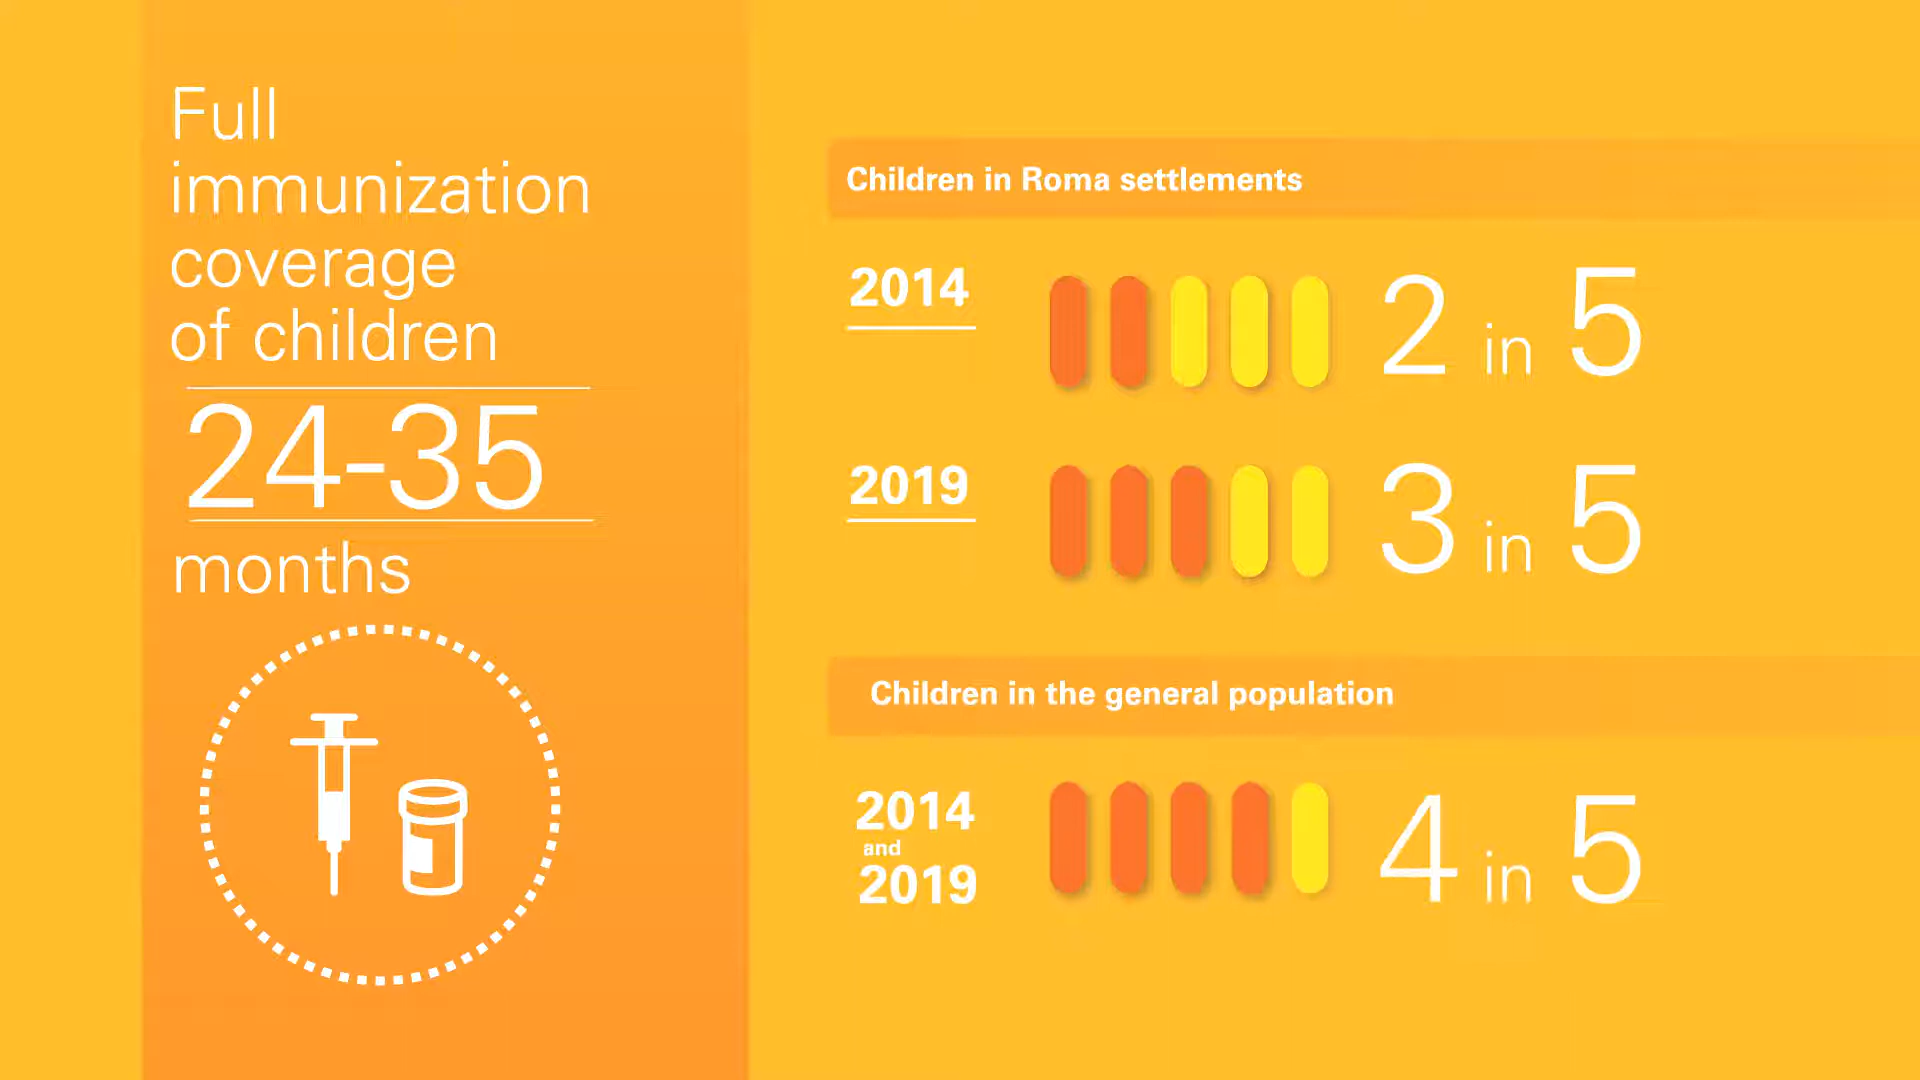 Full
immunization
coverage
of children
24-35
months
Children in Roma settlements
2014
2 in 5
2019
3 in 5
Children in the general population
2014
and
2019
4 in 5